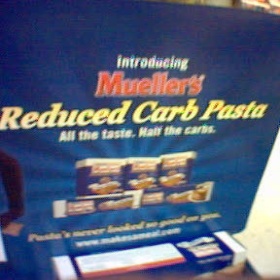 Introducing
Mueller's
Reduced Carb Pasta
All the taste. Half the carbs.
Pasta's never looked so good on you.
www.makesameal.com